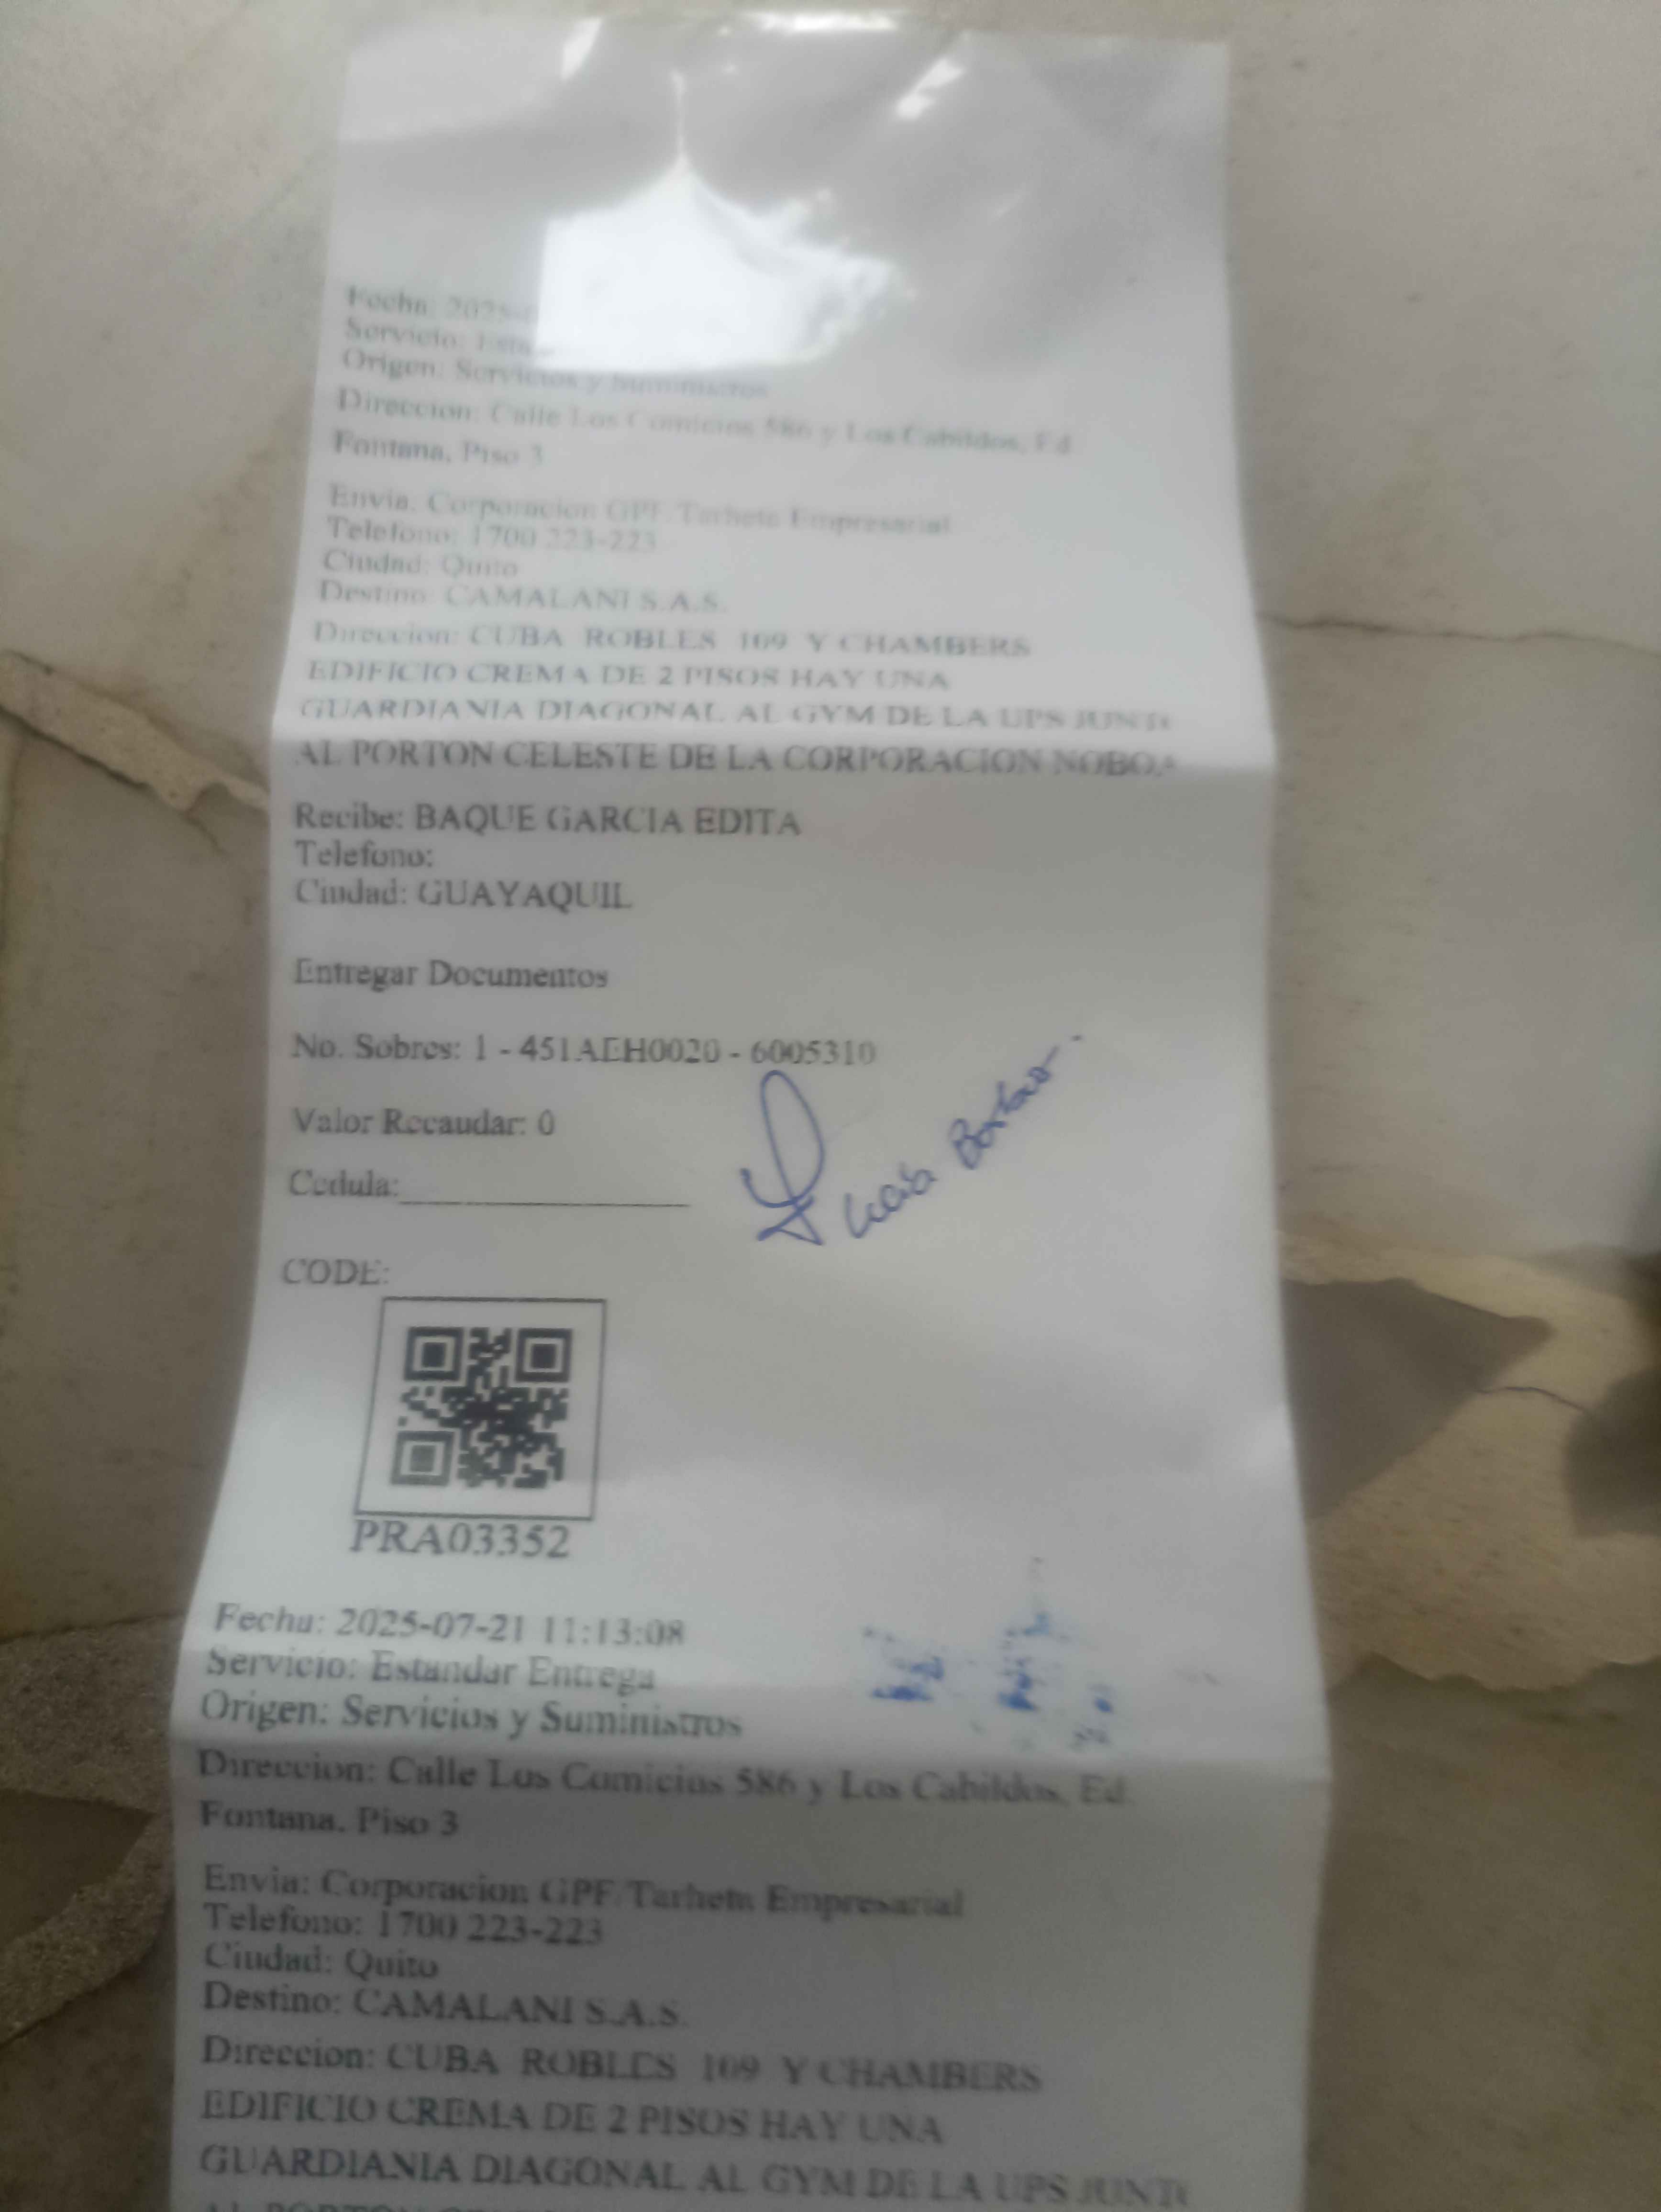 Fecha: 2025-
Servicio:
Origen: Servicios y Suministros
Direccion: Calle Los Comicios 586 y Los Cabildos, Ed.
Fontana, Piso 3
Envia: Corporacion GPF/Tarheta Empresarial
Telefono: 1700 223-223
Ciudad: Quito
Destino: CAMALANI S.A.S.
Direccion: CUBA ROBLES 109 Y CHAMBERS
EDIFICIO CREMA DE 2 PISOS HAY UNA
GUARDIANIA DIAGONAL AL GYM DE LA UPS JUNTO
AL PORTON CELESTE DE LA CORPORACION NOBOA
Recibe: BAQUE GARCIA EDITA
Telefono:
Ciudad: GUAYAQUIL
Entregar Documentos
No. Sobres: 1 - 451AEH0020 - 6005310
Valor Recaudar: 0
Cedula:
CODE:
PRA03352
Fecha: 2025-07-21 11:13:08
Servicio: Estandar Entrega
Origen: Servicios y Suministros
Direccion: Calle Los Comicios 586 y Los Cabildos, Ed.
Fontana, Piso 3
Envia: Corporacion GPF/Tarheta Empresarial
Telefono: 1700 223-223
Ciudad: Quito
Destino: CAMALANI S.A.S.
Direccion: CUBA ROBLES 109 Y CHAMBERS
EDIFICIO CREMA DE 2 PISOS HAY UNA
GUARDIANIA DIAGONAL AL GYM DE LA UPS JUNTO